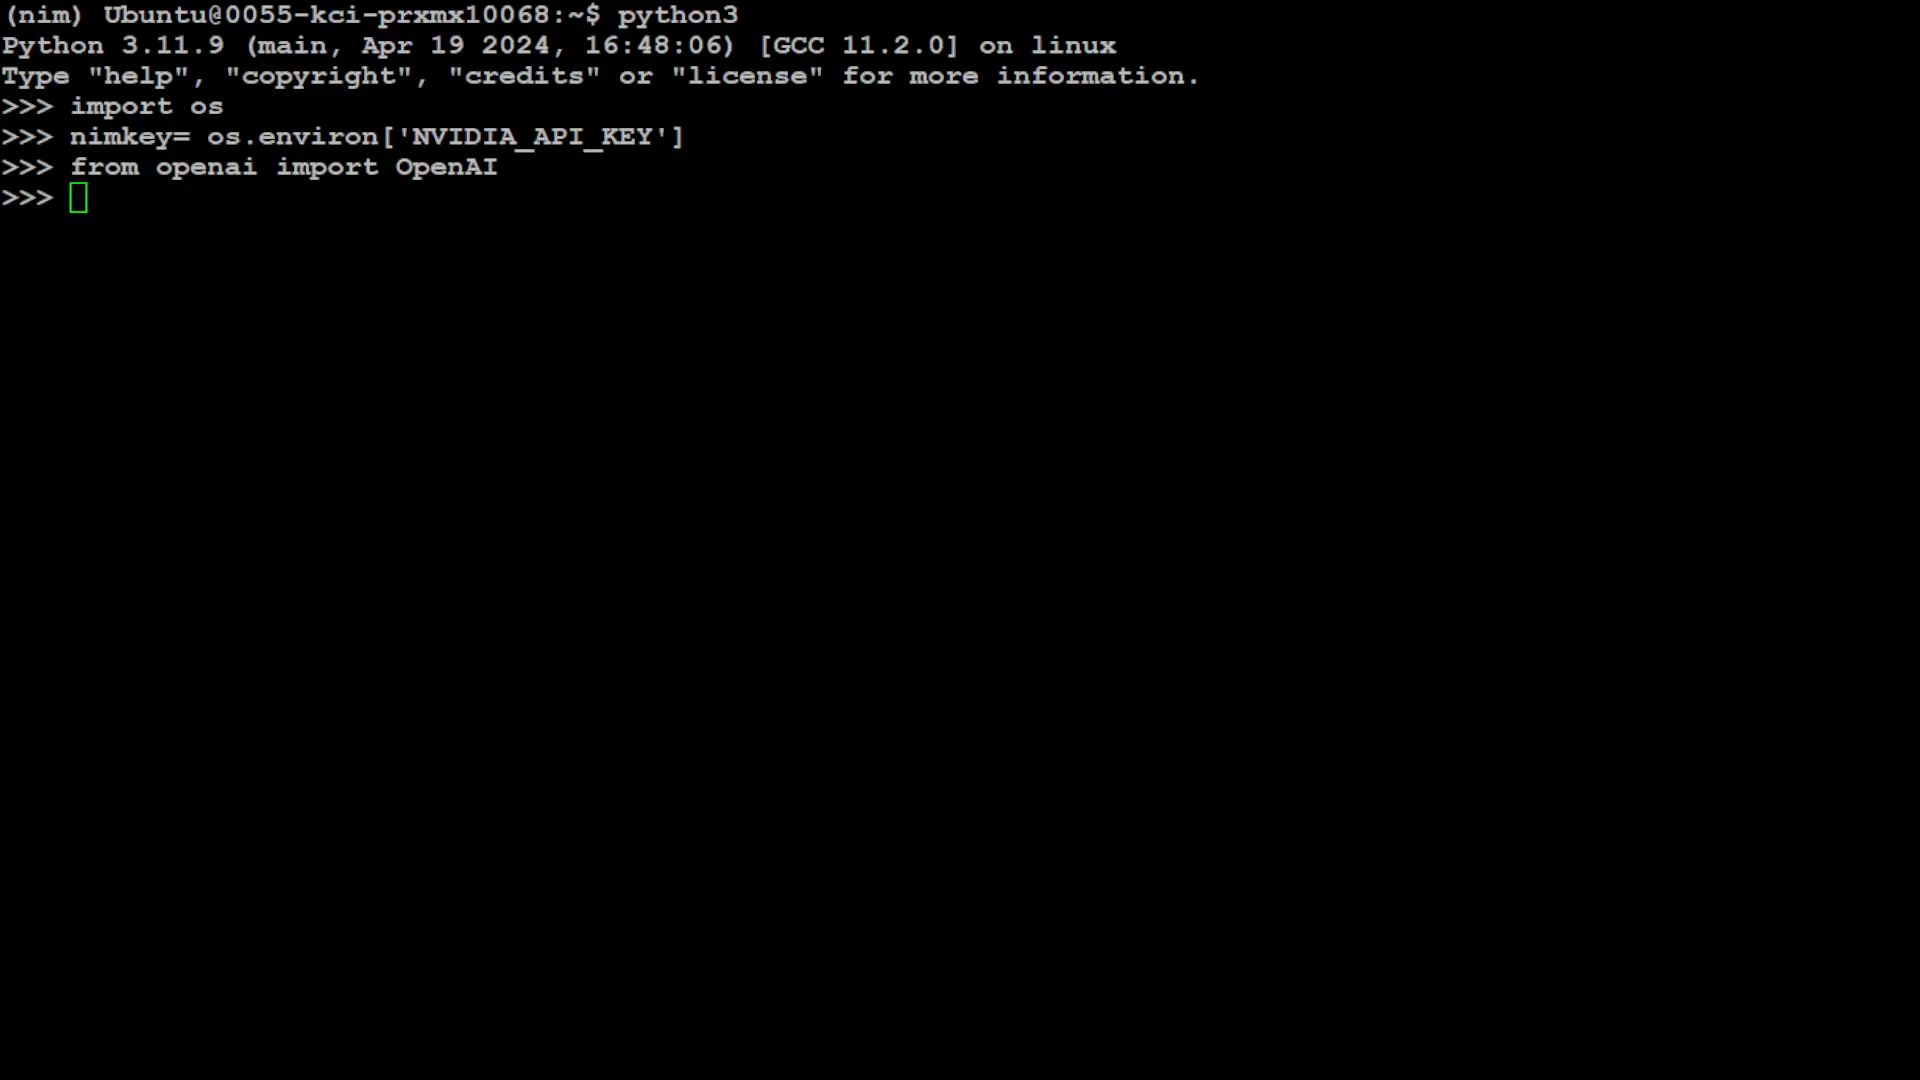 (nim) Ubuntu@0055-kci-prxmx10068:~$ python3
Python 3.11.9 (main, Apr 19 2024, 16:48:06) [GCC 11.2.0] on linux
Type "help", "copyright", "credits" or "license" for more information.
>>> import os
>>> nimkey= os.environ['NVIDIA_API_KEY']
>>> from openai import OpenAI
>>>